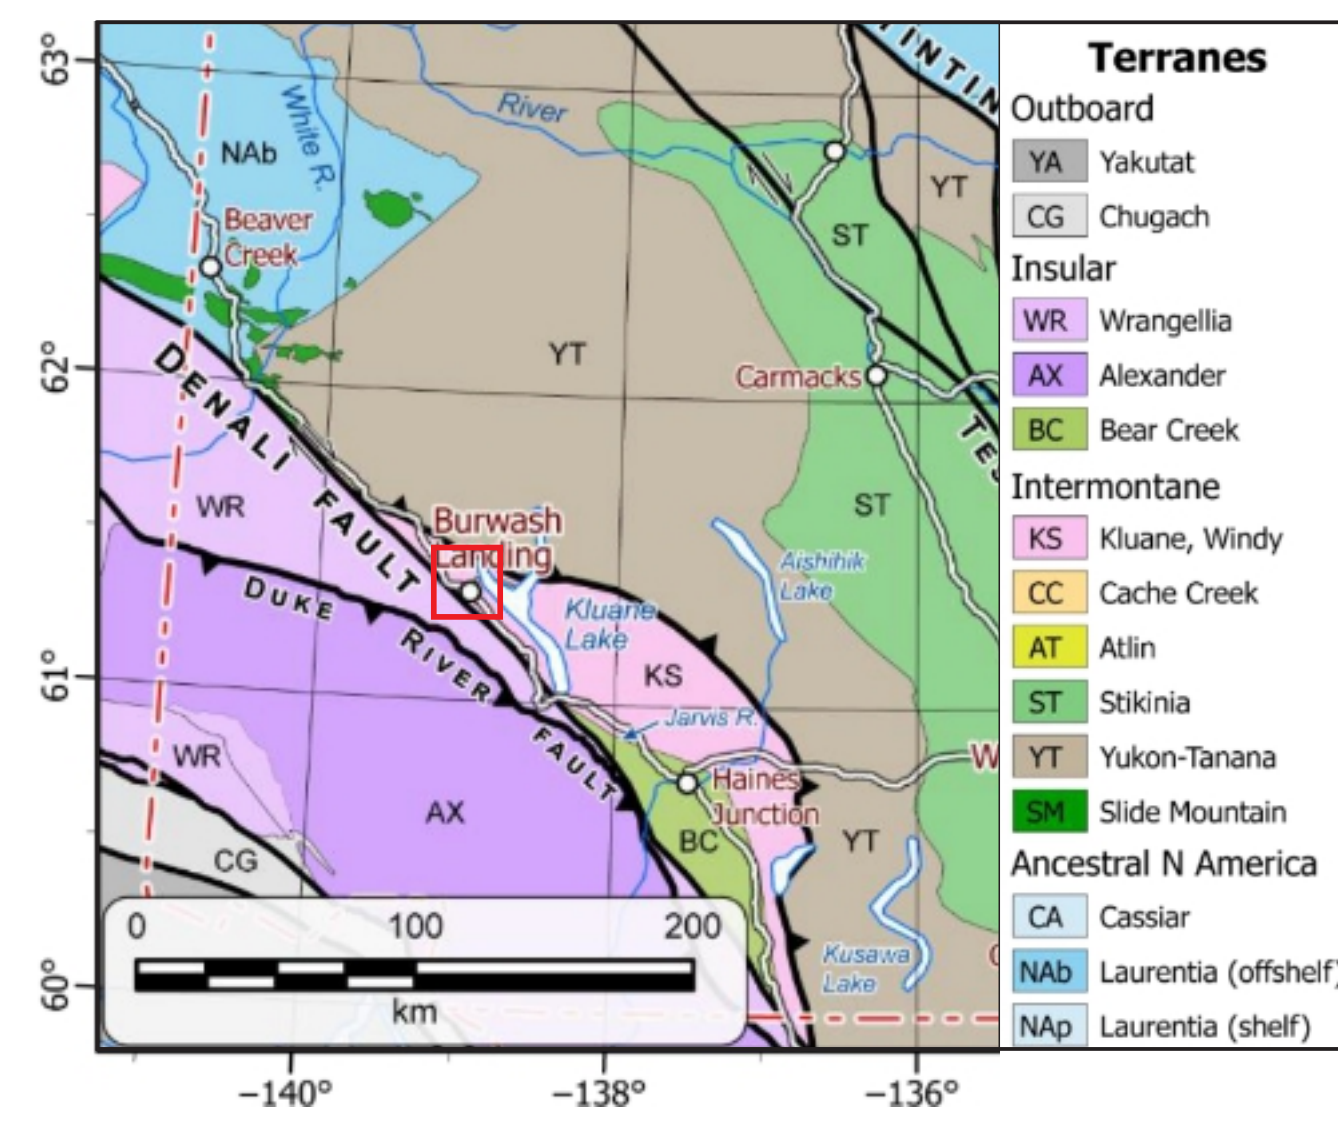 63°
62°
61°
60°
−140°
−138°
−136°
NAb
White R.
River
TINTIN
YT
Beaver
Creek
ST
YT
Carmacks
DENALI FAULT
TES
WR
ST
Burwash
Landing
Aishihik
Lake
DUKE RIVER FAULT
Kluane
Lake
KS
Jarvis R.
WR
W
Haines
Junction
AX
BC
YT
CG
Kusawa
Lake
0 100 200
km
Terranes
Outboard
YA Yakutat
CG Chugach
Insular
WR Wrangellia
AX Alexander
BC Bear Creek
Intermontane
KS Kluane, Windy
CC Cache Creek
AT Atlin
ST Stikinia
YT Yukon-Tanana
SM Slide Mountain
Ancestral N America
CA Cassiar
NAb Laurentia (offshelf)
NAp Laurentia (shelf)